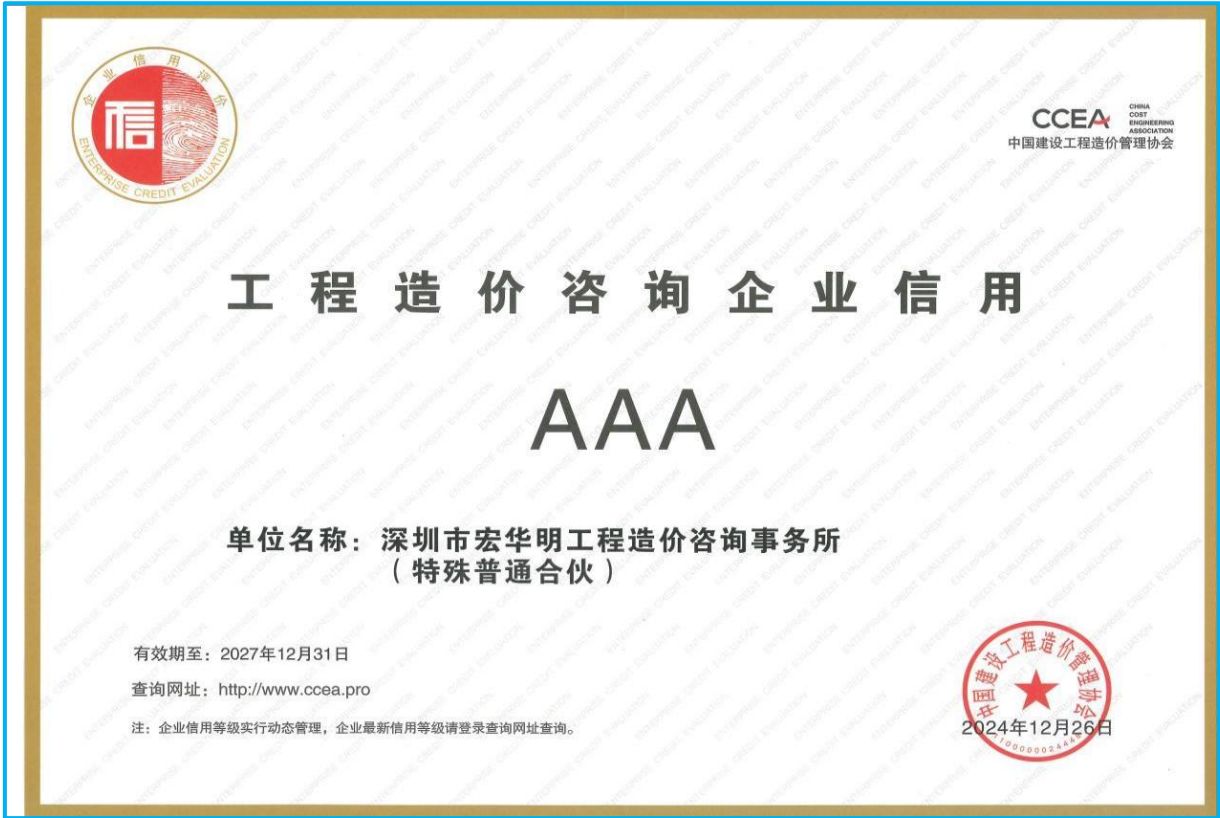 企业信用评价
信
ENTERPRISE CREDIT EVALUATION
CCEA
CHINA
COST
ENGINEERING
ASSOCIATION
中国建设工程造价管理协会
工程造价咨询企业信用
AAA
单位名称：深圳市宏华明工程造价咨询事务所
（特殊普通合伙）
有效期至：2027年12月31日
查询网址：http://www.ccea.pro
注：企业信用等级实行动态管理，企业最新信用等级请登录查询网址查询。
中国建设工程造价管理协会
2024年12月26日